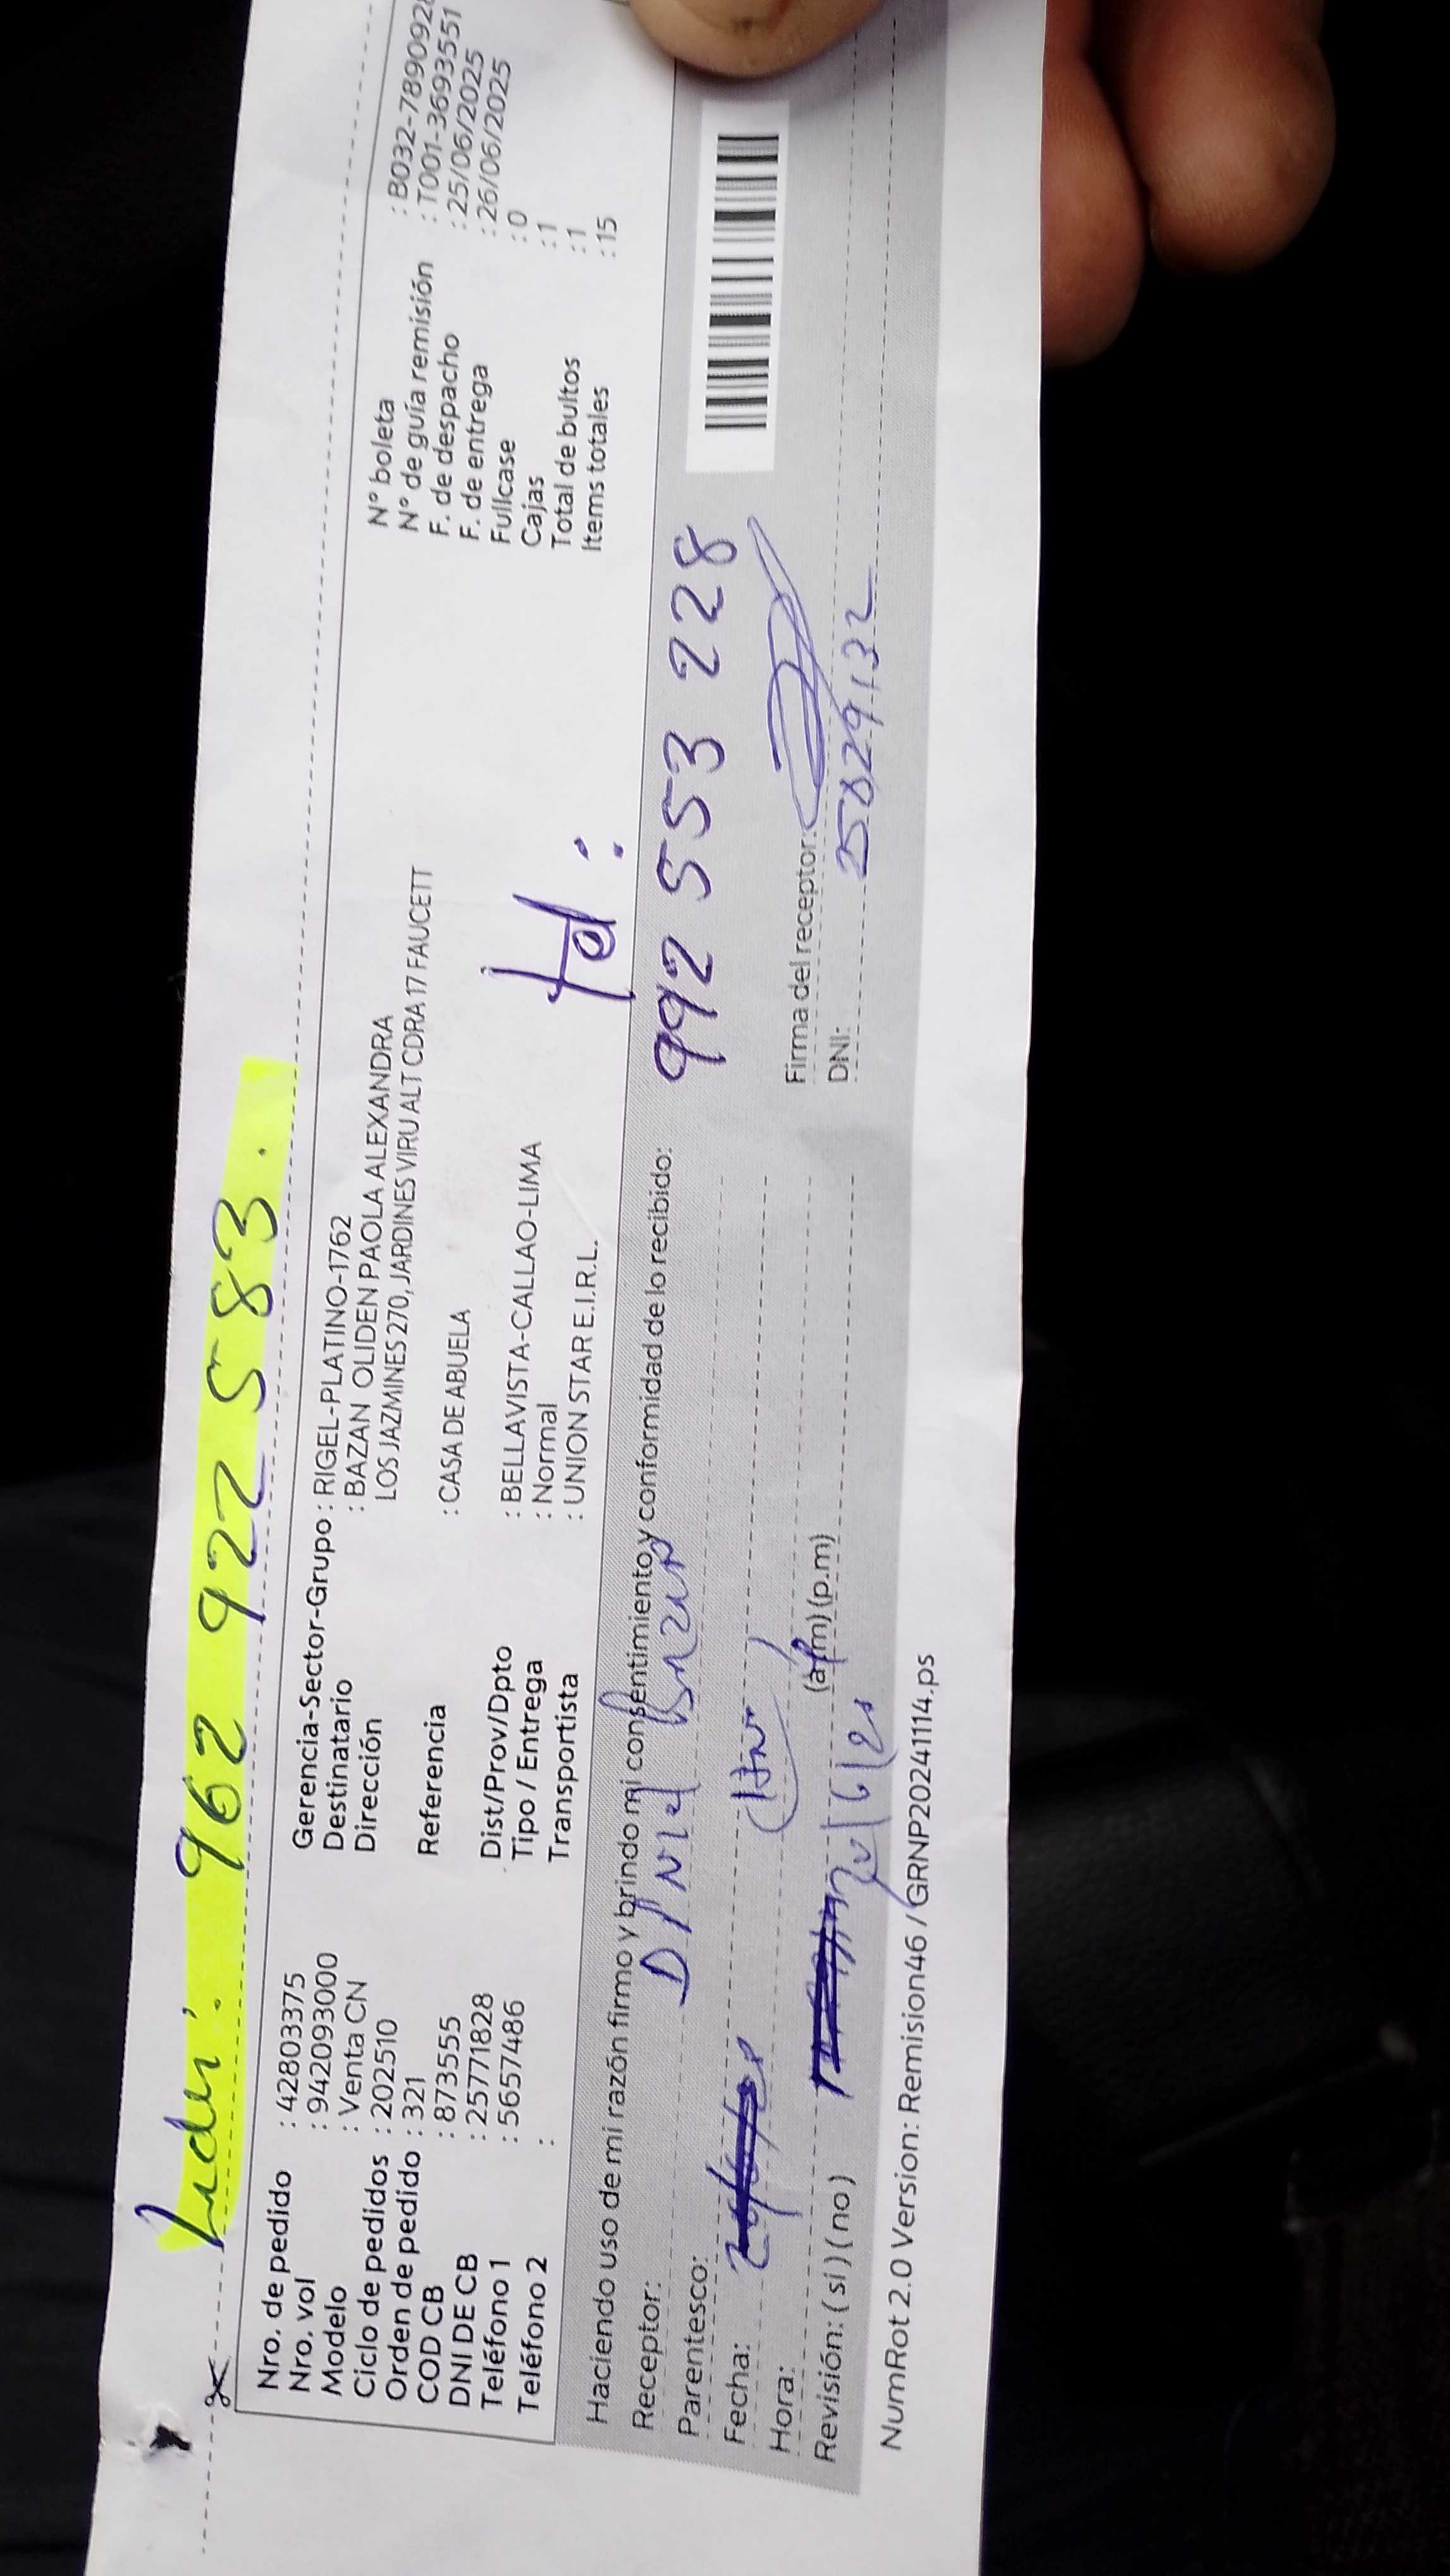 Lidu: 962 922 583.
Nro. de pedido : 42803375
Nro. vol : 942093000
Modelo : Venta CN
Ciclo de pedidos : 202510
Orden de pedido : 321
COD CB : 873555
DNI DE CB : 25771828
Teléfono 1 : 5657486
Teléfono 2 :
Gerencia-Sector-Grupo : RIGEL-PLATINO-1762
Destinatario : BAZAN OLIDEN PAOLA ALEXANDRA
Dirección LOS JAZMINES 270, JARDINES VIRU ALT CDRA 17 FAUCETT
Referencia : CASA DE ABUELA
Dist/Prov/Dpto : BELLAVISTA-CALLAO-LIMA
Tipo / Entrega : Normal
Transportista : UNION STAR E.I.R.L.
N° boleta : B032-789092
N° de guía remisión : T001-3693551
F. de despacho : 25/06/2025
F. de entrega : 26/06/2025
Fullcase : 0
Cajas : 1
Total de bultos : 1
Items totales : 15
tel :
992 553 228
Haciendo uso de mi razón firmo y brindo mi consentimiento y conformidad de lo recibido:
Receptor: Bazan
Parentesco:
Fecha:
Hora: (a.m) (p.m)
Revisión: ( si ) ( no )
Firma del receptor:
DNI: 25829132
NumRot 2.0 Version: Remision46 / GRNP20241114.ps